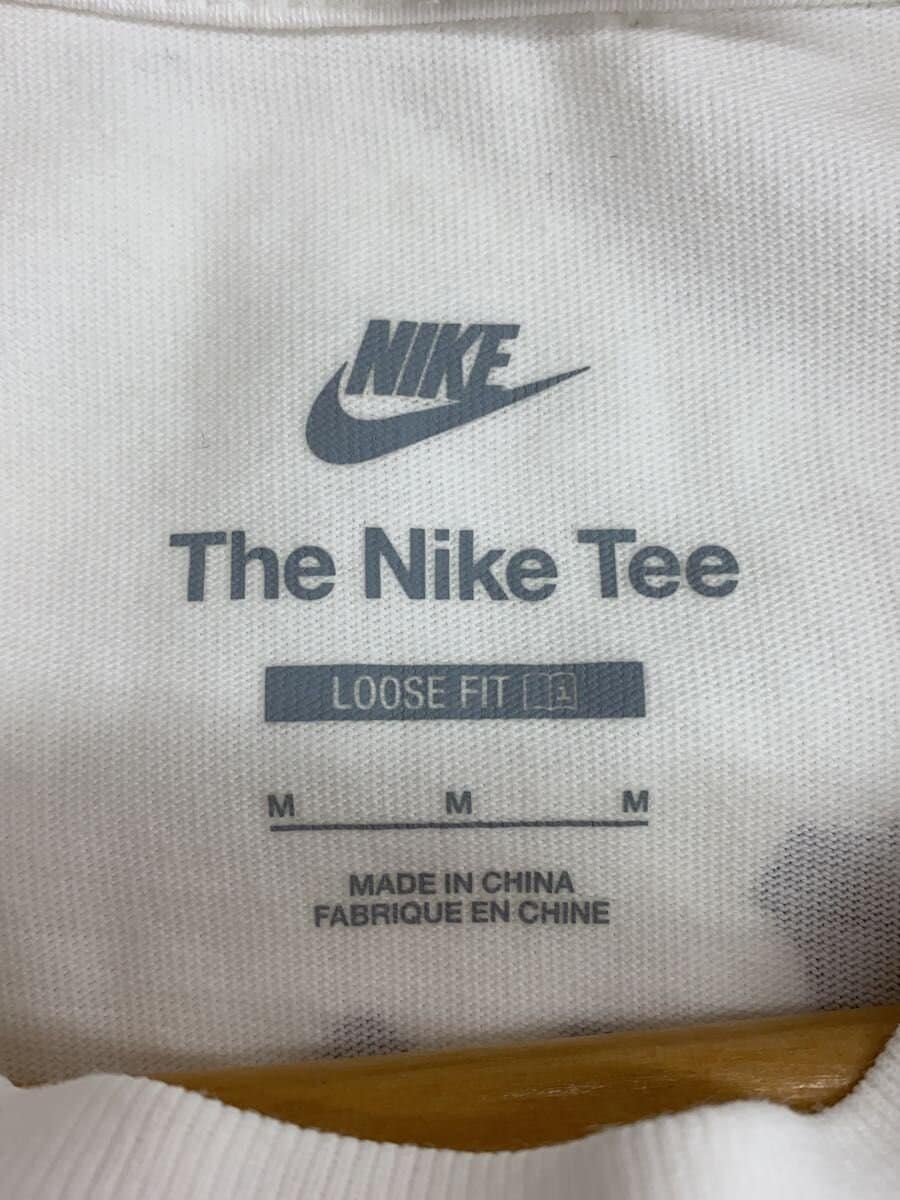 NIKE
The Nike Tee
LOOSE FIT i
M M M
MADE IN CHINA
FABRIQUE EN CHINE